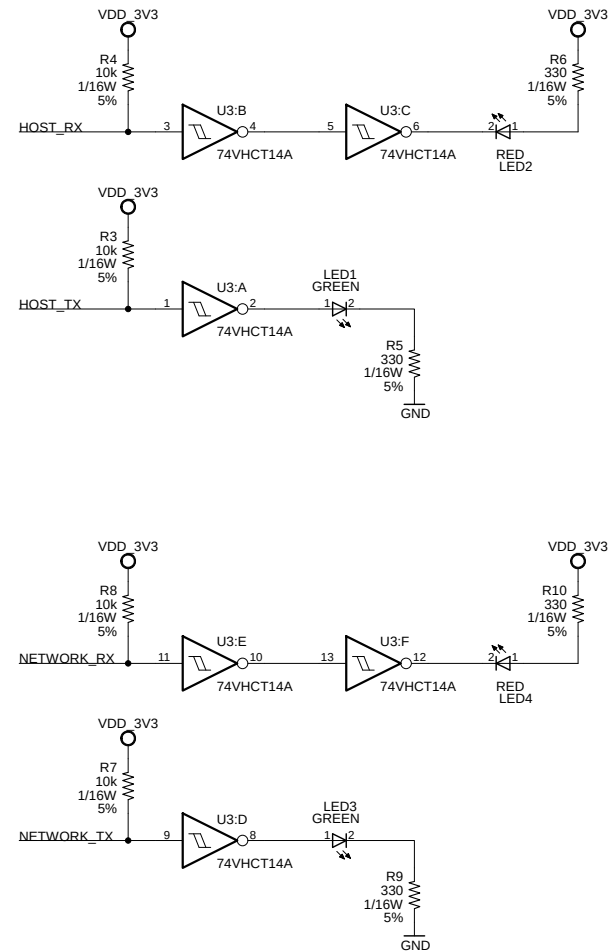 VDD_3V3
VDD_3V3
R4
10k
1/16W
5%
R6
330
1/16W
5%
HOST_RX
3
U3:B
4
74VHCT14A
5
U3:C
6
74VHCT14A
2
1
RED
LED2
VDD_3V3
R3
10k
1/16W
5%
HOST_TX
1
U3:A
2
74VHCT14A
LED1
GREEN
1
2
R5
330
1/16W
5%
GND
VDD_3V3
VDD_3V3
R8
10k
1/16W
5%
R10
330
1/16W
5%
NETWORK_RX
11
U3:E
10
74VHCT14A
13
U3:F
12
74VHCT14A
2
1
RED
LED4
VDD_3V3
R7
10k
1/16W
5%
NETWORK_TX
9
U3:D
8
74VHCT14A
LED3
GREEN
1
2
R9
330
1/16W
5%
GND